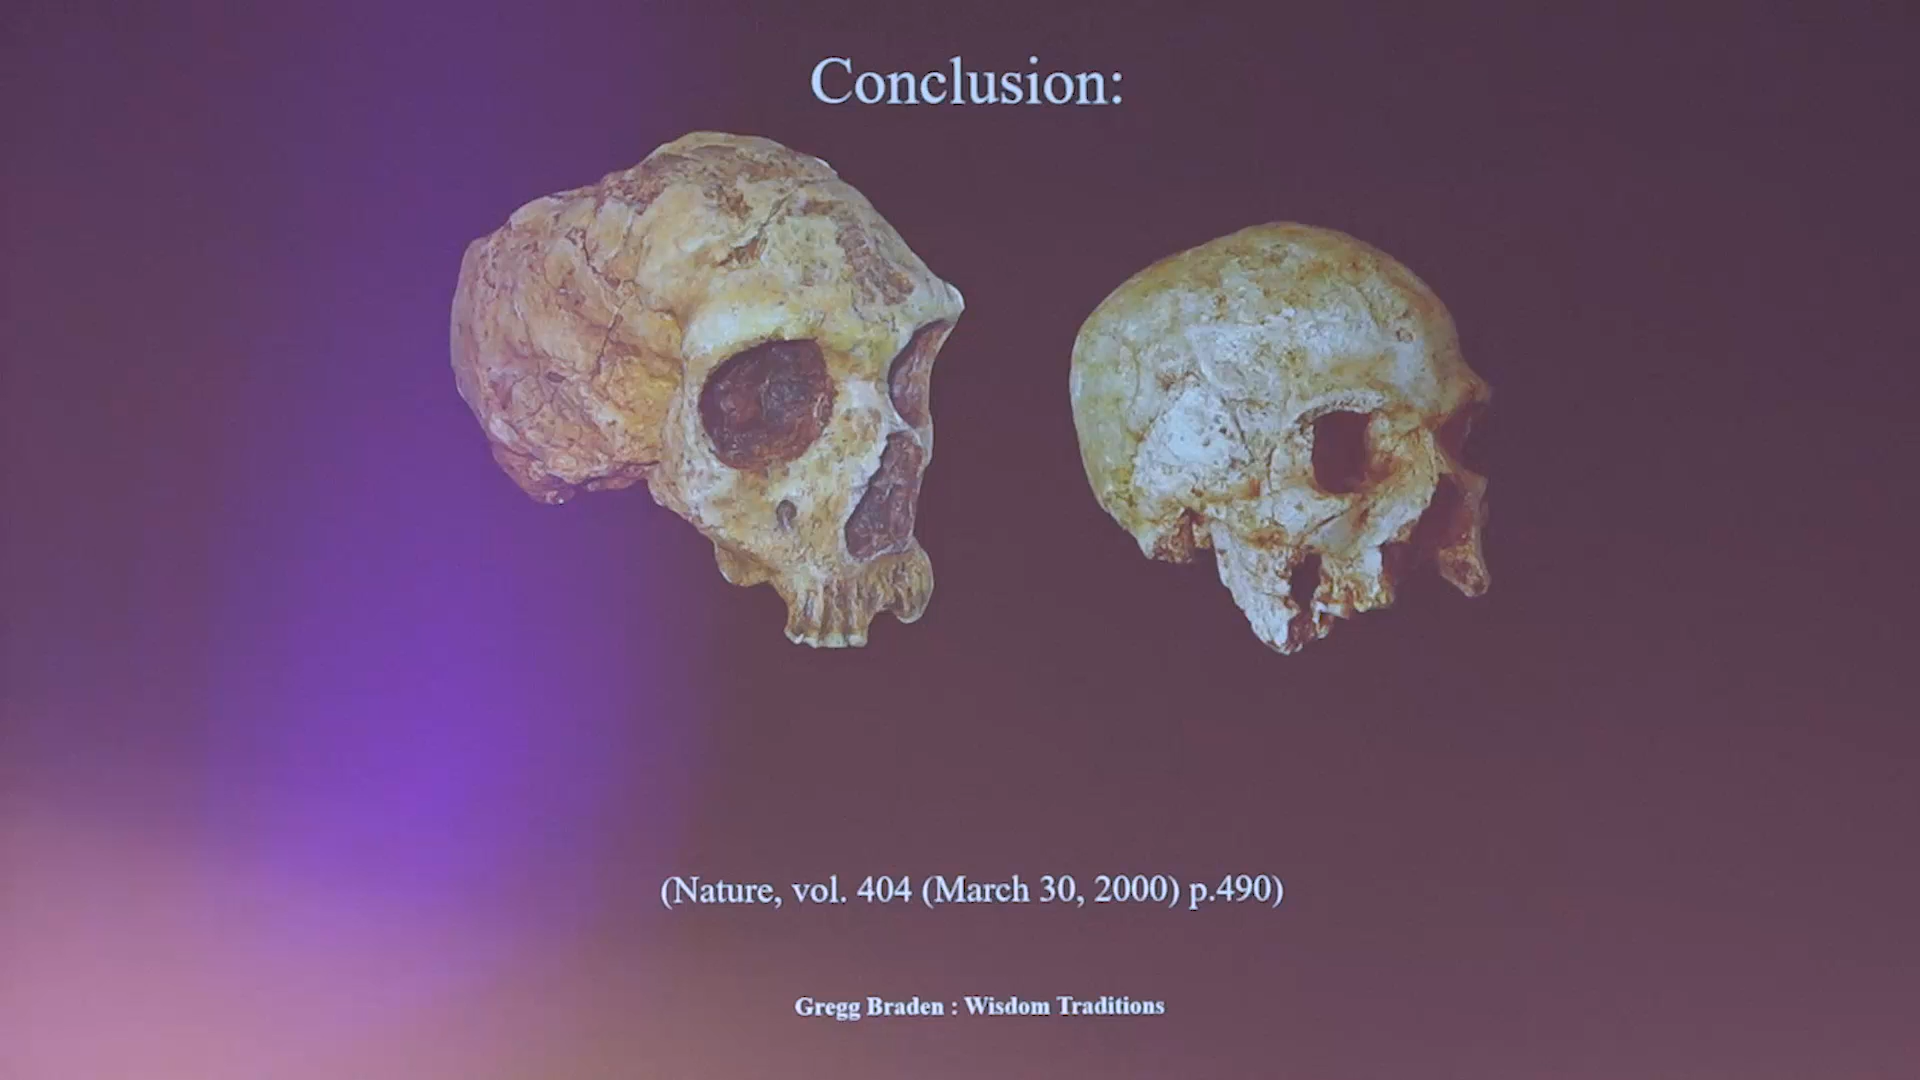 Conclusion:
(Nature, vol. 404 (March 30, 2000) p.490)
Gregg Braden : Wisdom Traditions